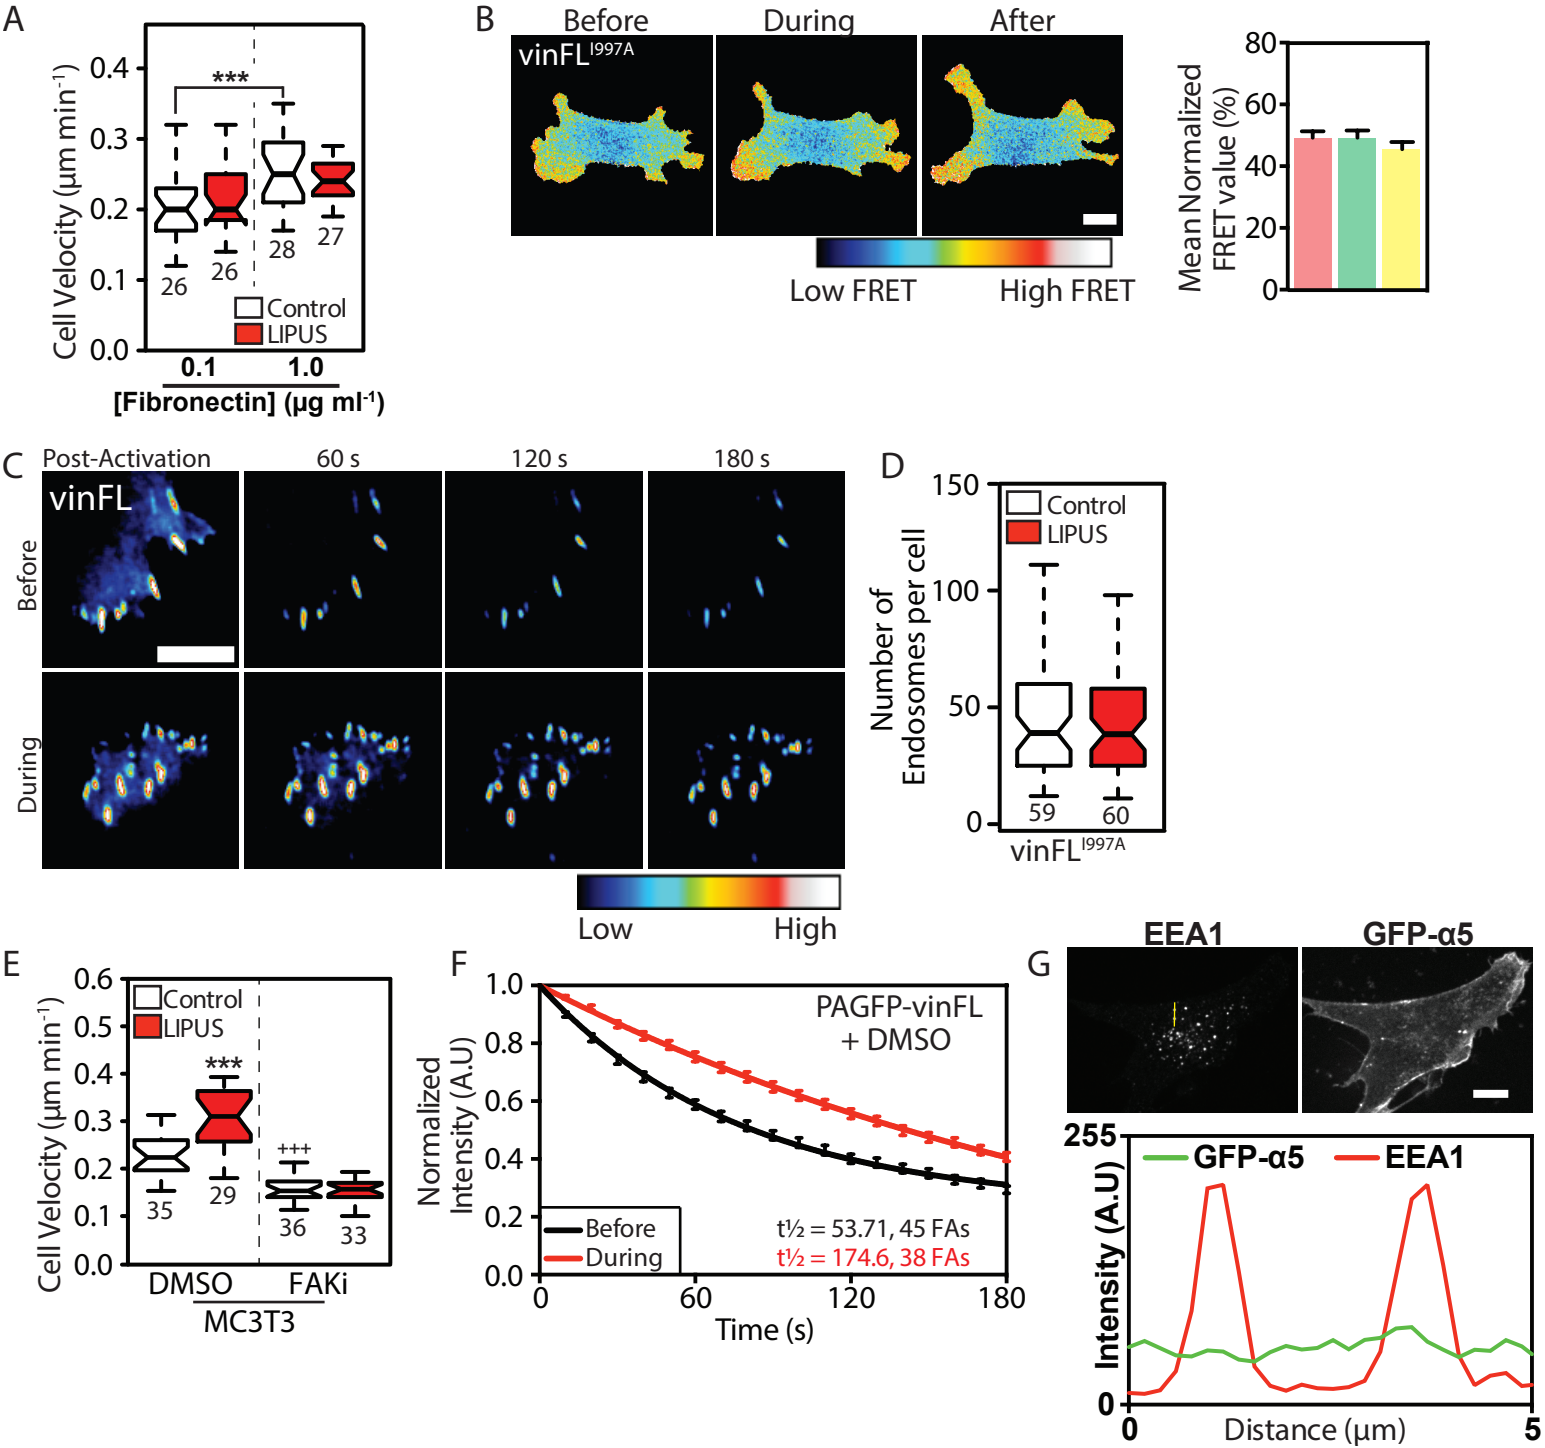 A
Cell Velocity (µm min-1)
0.4
0.3
0.2
0.1
0.0
***
26
26
28
27
Control
LIPUS
0.1
1.0
[Fibronectin] (µg ml-1)
B
Before
During
After
vinFLI997A
Low FRET
High FRET
Mean Normalized
FRET value (%)
80
60
40
20
0
C
Post-Activation
60 s
120 s
180 s
vinFL
Before
During
Low
High
D
Number of
Endosomes per cell
150
100
50
0
Control
LIPUS
59
60
vinFLI997A
E
Cell Velocity (µm min-1)
0.6
0.5
0.4
0.3
0.2
0.1
0.0
Control
LIPUS
***
+++
35
29
36
33
DMSO
FAKi
MC3T3
F
Normalized
Intensity (A.U)
1.0
0.8
0.6
0.4
0.2
0.0
PAGFP-vinFL
+ DMSO
Before
During
t½ = 53.71, 45 FAs
t½ = 174.6, 38 FAs
0
60
120
180
Time (s)
G
EEA1
GFP-α5
255
Intensity (A.U)
GFP-α5
EEA1
0
0
Distance (µm)
5